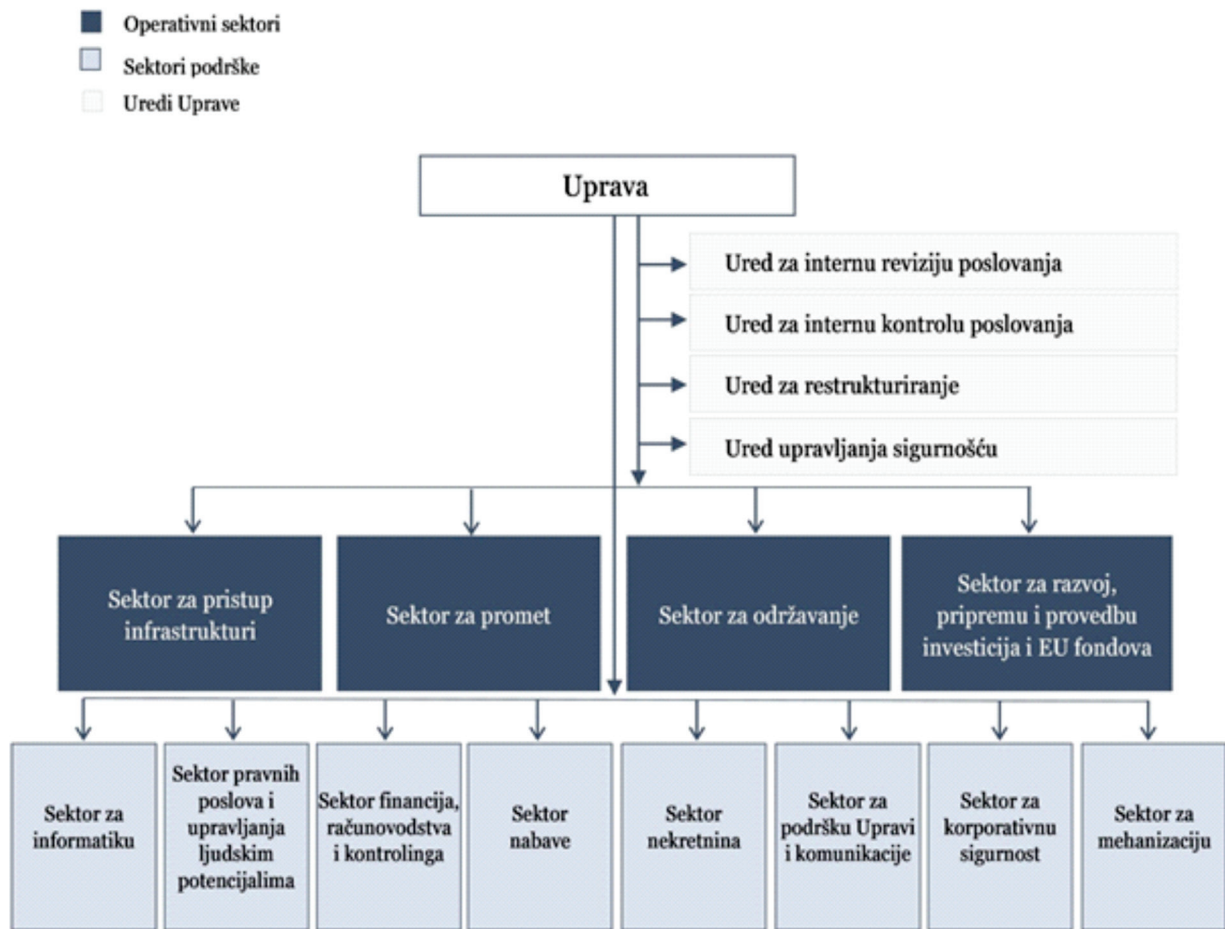 Operativni sektori
Sektori podrške
Uredi Uprave
Uprava
Ured za internu reviziju poslovanja
Ured za internu kontrolu poslovanja
Ured za restrukturiranje
Ured upravljanja sigurnošću
Sektor za pristup
infrastrukturi
Sektor za promet
Sektor za održavanje
Sektor za razvoj,
pripremu i provedbu
investicija i EU fondova
Sektor za
informatiku
Sektor pravnih
poslova i
upravljanja
ljudskim
potencijalima
Sektor financija,
računovodstva
i kontrolinga
Sektor
nabave
Sektor
nekretnina
Sektor za
podršku Upravi
i komunikacije
Sektor za
korporativnu
sigurnost
Sektor za
mehanizaciju